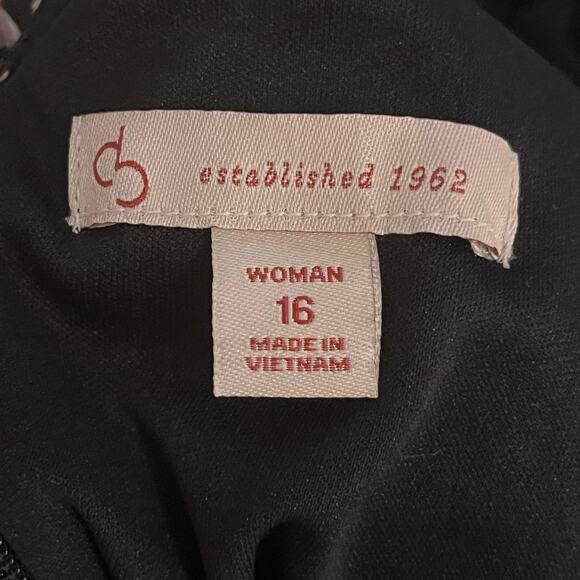 established 1962
WOMAN
16
MADE IN
VIETNAM